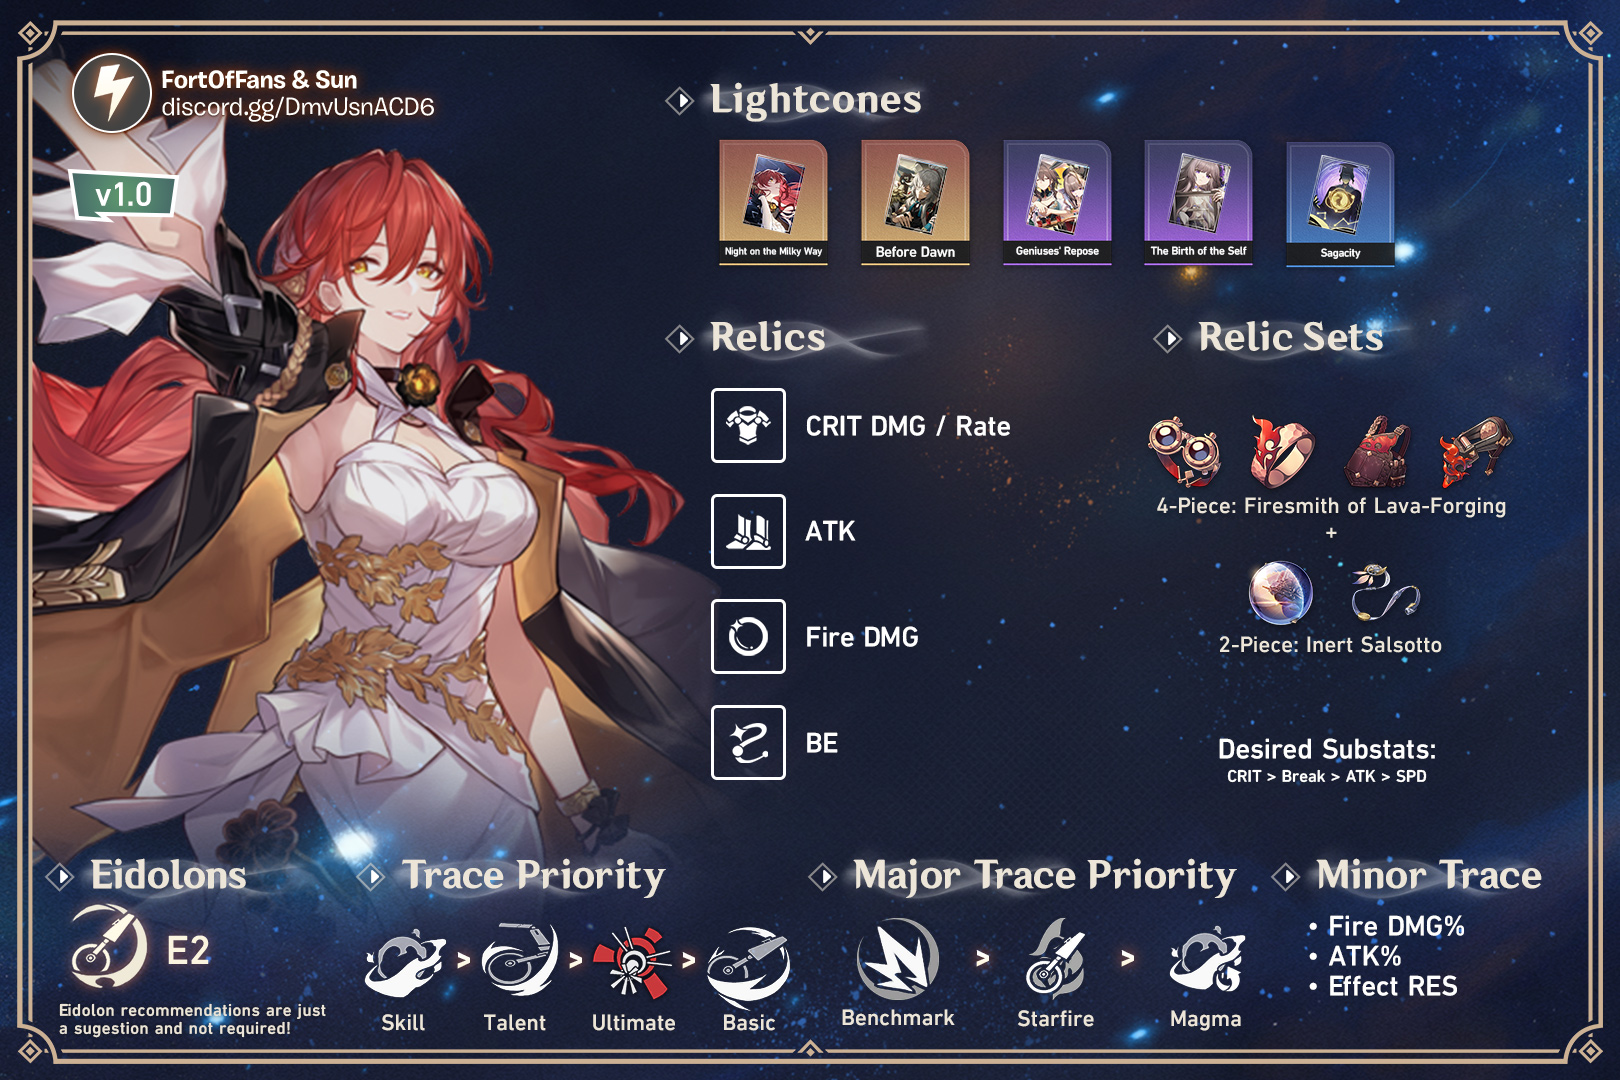 FortOfFans & Sun
discord.gg/DmvUsnACD6
v1.0
Lightcones
Night on the Milky Way
Before Dawn
Geniuses' Repose
The Birth of the Self
Sagacity
Relics
CRIT DMG / Rate
ATK
Fire DMG
BE
Relic Sets
4-Piece: Firesmith of Lava-Forging
+
2-Piece: Inert Salsotto
Desired Substats:
CRIT > Break > ATK > SPD
Eidolons
E2
Eidolon recommendations are just
a sugestion and not required!
Trace Priority
> > >
Skill Talent Ultimate Basic
Major Trace Priority
> >
Benchmark Starfire Magma
Minor Trace
• Fire DMG%
• ATK%
• Effect RES